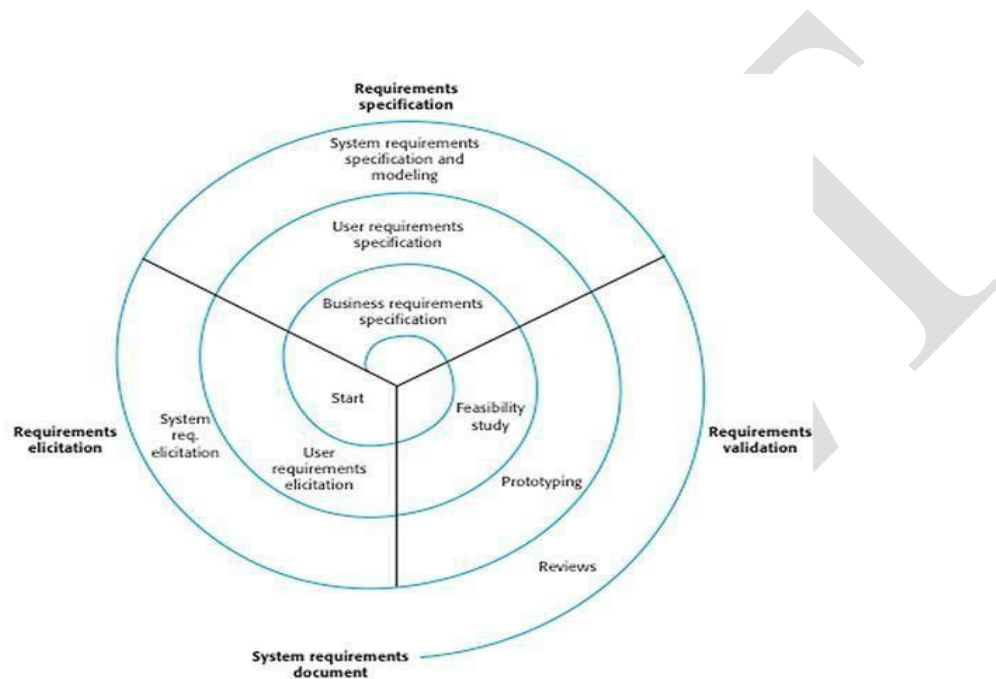 Requirements
specification
System requirements
specification and
modeling
User requirements
specification
Business requirements
specification
Start
Feasibility
study
System
req.
elicitation
User
requirements
elicitation
Requirements
elicitation
Requirements
validation
Prototyping
Reviews
System requirements
document